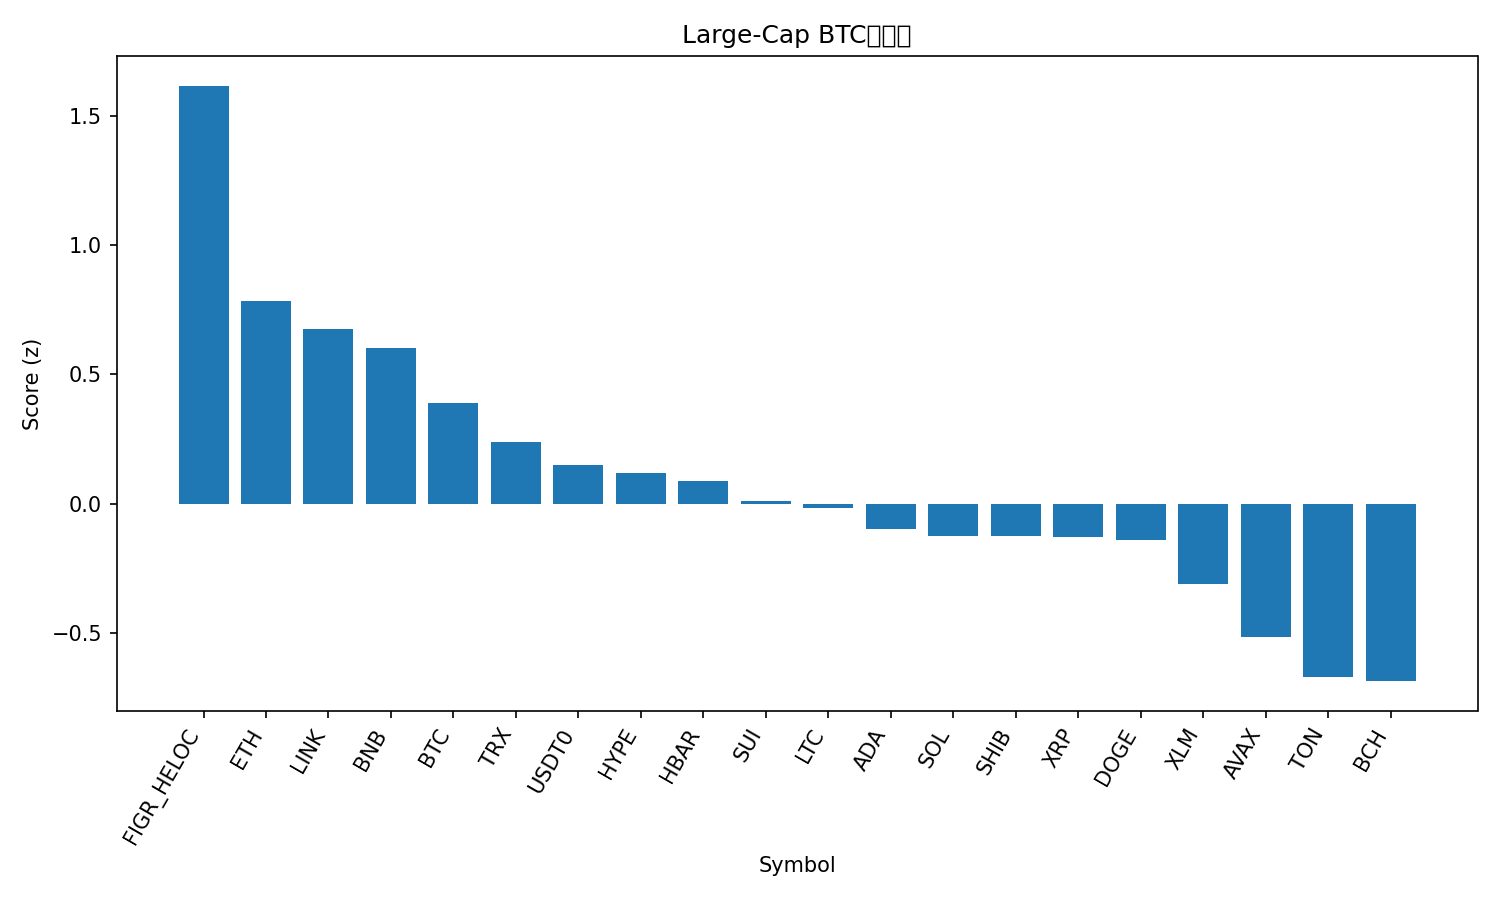 Large-Cap BTC
Score (z)
1.5
1.0
0.5
0.0
−0.5
FIGR_HELOC
ETH
LINK
BNB
BTC
TRX
USDT0
HYPE
HBAR
SUI
LTC
ADA
SOL
SHIB
XRP
DOGE
XLM
AVAX
TON
BCH
Symbol